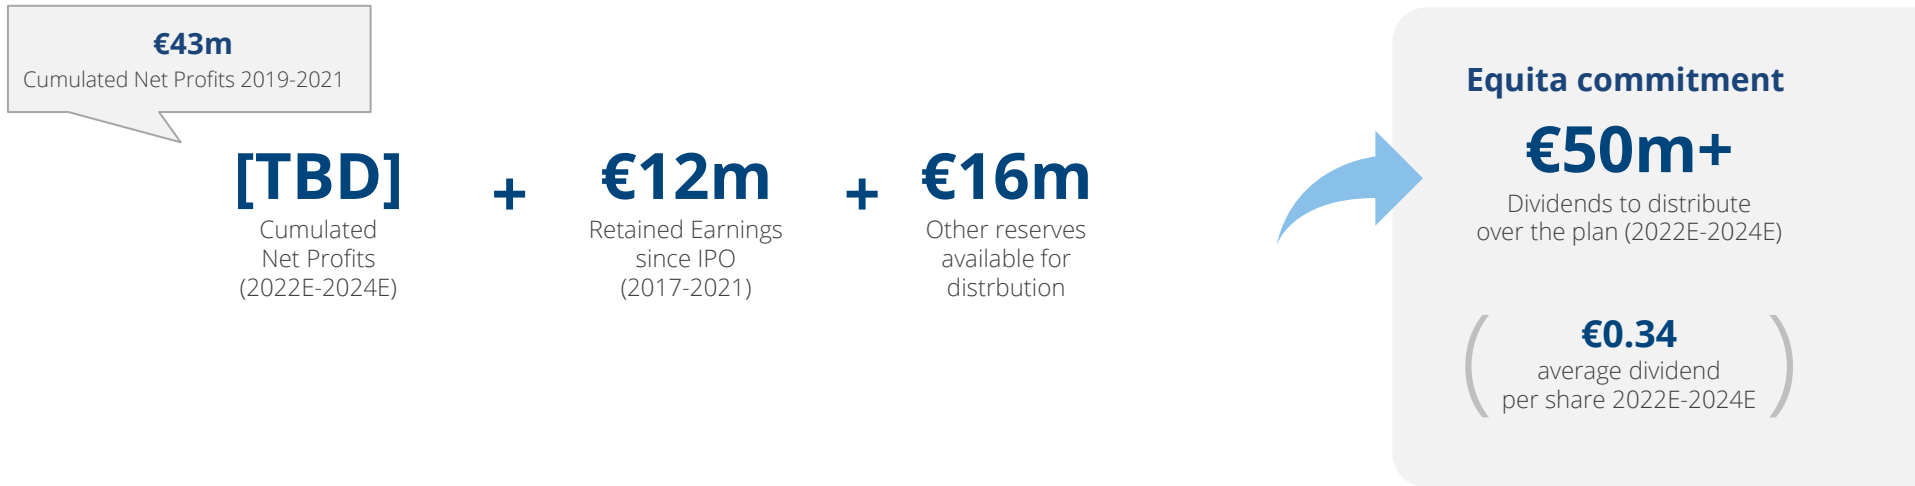 €43m
Cumulated Net Profits 2019-2021
[TBD]
Cumulated
Net Profits
(2022E-2024E)
+
€12m
Retained Earnings
since IPO
(2017-2021)
+
€16m
Other reserves
available for
distrbution
Equita commitment
€50m+
Dividends to distribute
over the plan (2022E-2024E)
(
€0.34
average dividend
per share 2022E-2024E
)